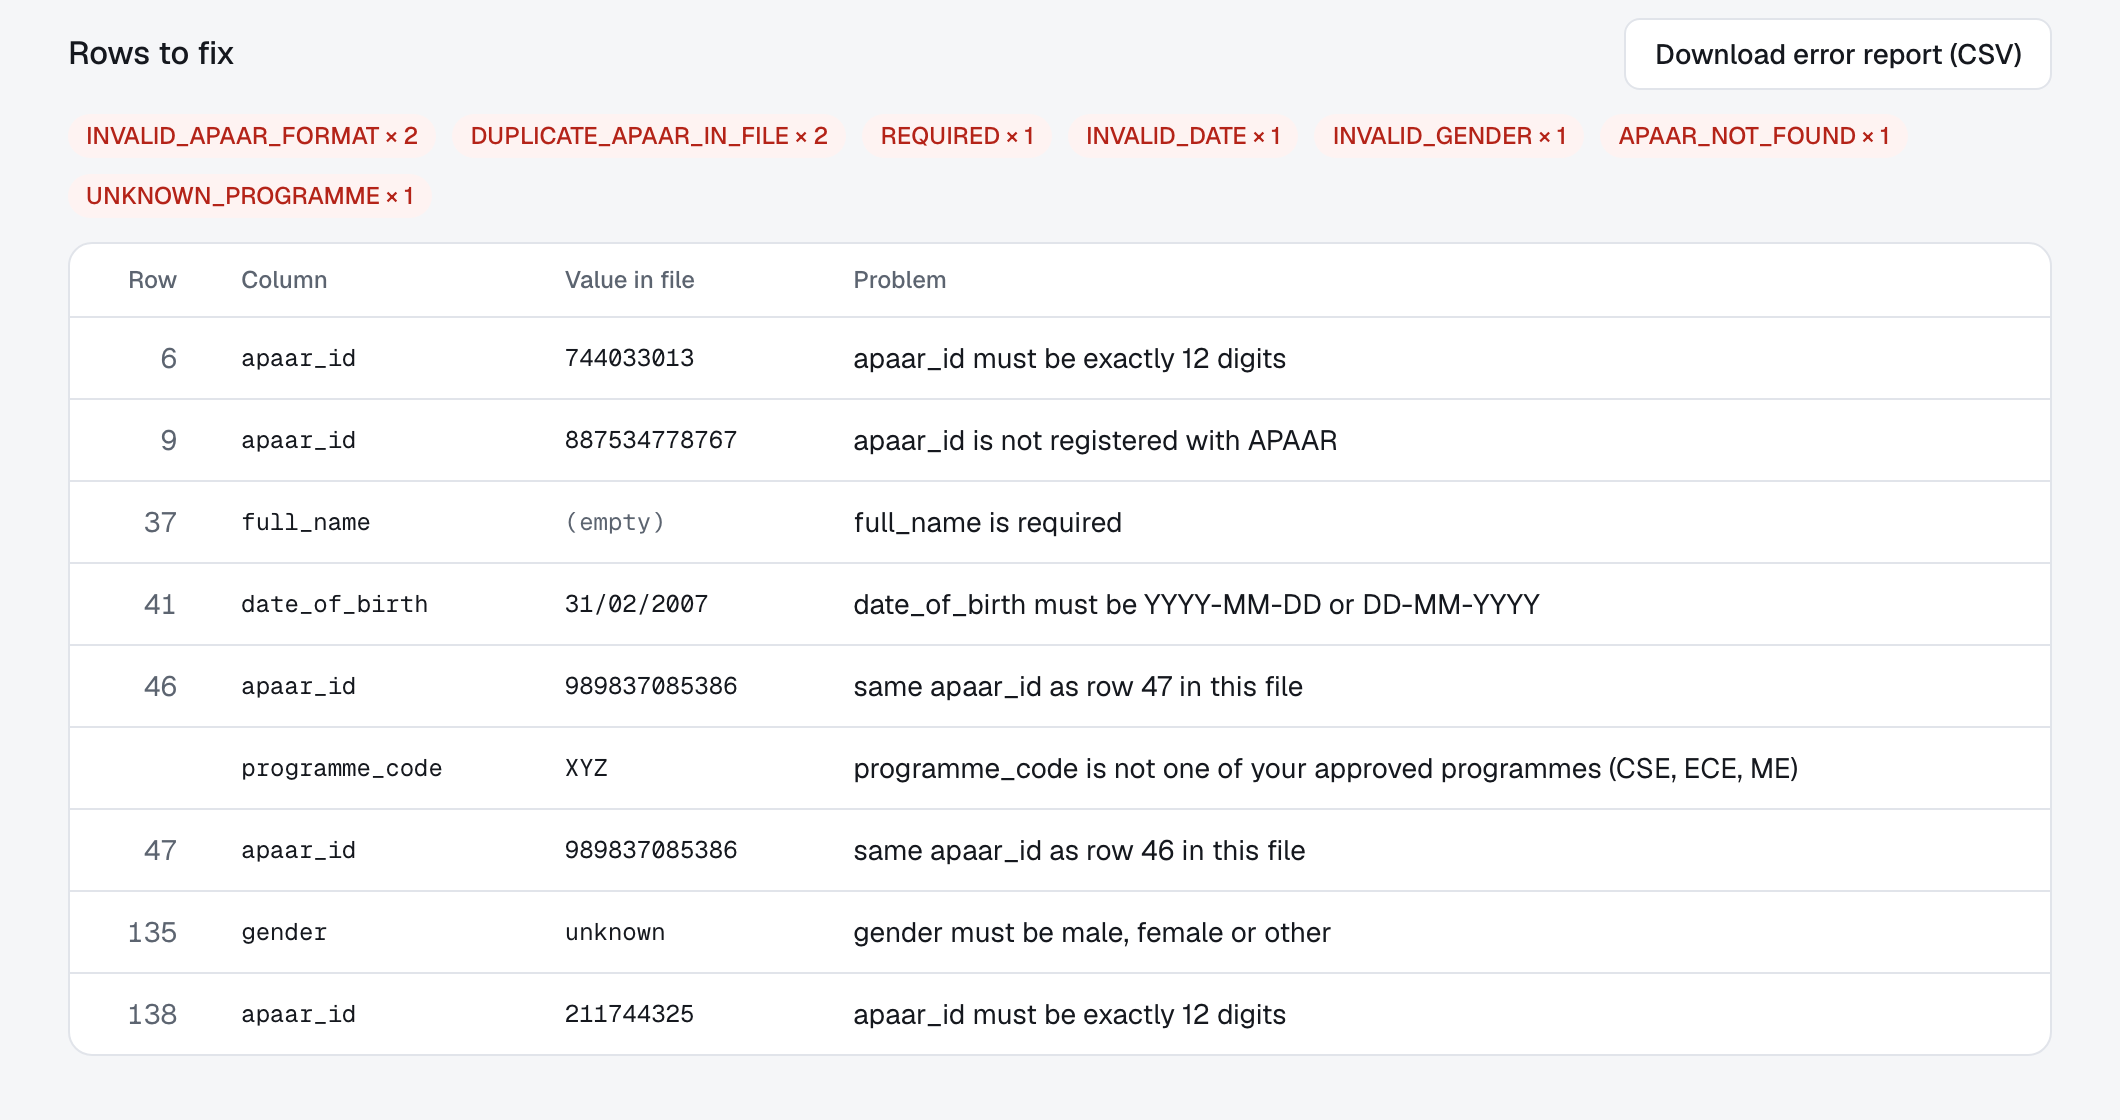 Rows to fix
Download error report (CSV)
INVALID_APAAR_FORMAT × 2 DUPLICATE_APAAR_IN_FILE × 2 REQUIRED × 1 INVALID_DATE × 1 INVALID_GENDER × 1 APAAR_NOT_FOUND × 1
UNKNOWN_PROGRAMME × 1
Row Column Value in file Problem
6 apaar_id 744033013 apaar_id must be exactly 12 digits
9 apaar_id 887534778767 apaar_id is not registered with APAAR
37 full_name (empty) full_name is required
41 date_of_birth 31/02/2007 date_of_birth must be YYYY-MM-DD or DD-MM-YYYY
46 apaar_id 989837085386 same apaar_id as row 47 in this file
programme_code XYZ programme_code is not one of your approved programmes (CSE, ECE, ME)
47 apaar_id 989837085386 same apaar_id as row 46 in this file
135 gender unknown gender must be male, female or other
138 apaar_id 211744325 apaar_id must be exactly 12 digits